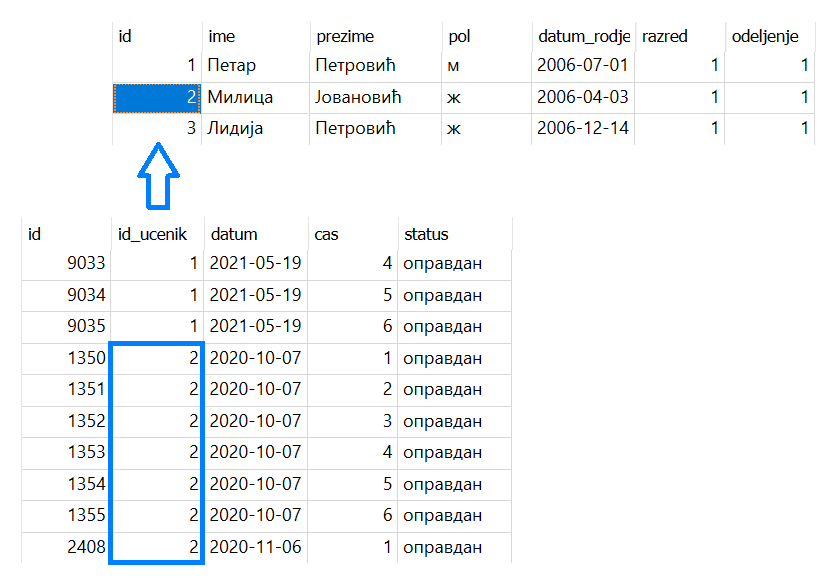 id ime prezime pol datum_rodje razred odeljenje
1 Петар Петровић м 2006-07-01 1 1
2 Милица Јовановић ж 2006-04-03 1 1
3 Лидија Петровић ж 2006-12-14 1 1
id id_ucenik datum cas status
9033 1 2021-05-19 4 оправдан
9034 1 2021-05-19 5 оправдан
9035 1 2021-05-19 6 оправдан
1350 2 2020-10-07 1 оправдан
1351 2 2020-10-07 2 оправдан
1352 2 2020-10-07 3 оправдан
1353 2 2020-10-07 4 оправдан
1354 2 2020-10-07 5 оправдан
1355 2 2020-10-07 6 оправдан
2408 2 2020-11-06 1 оправдан